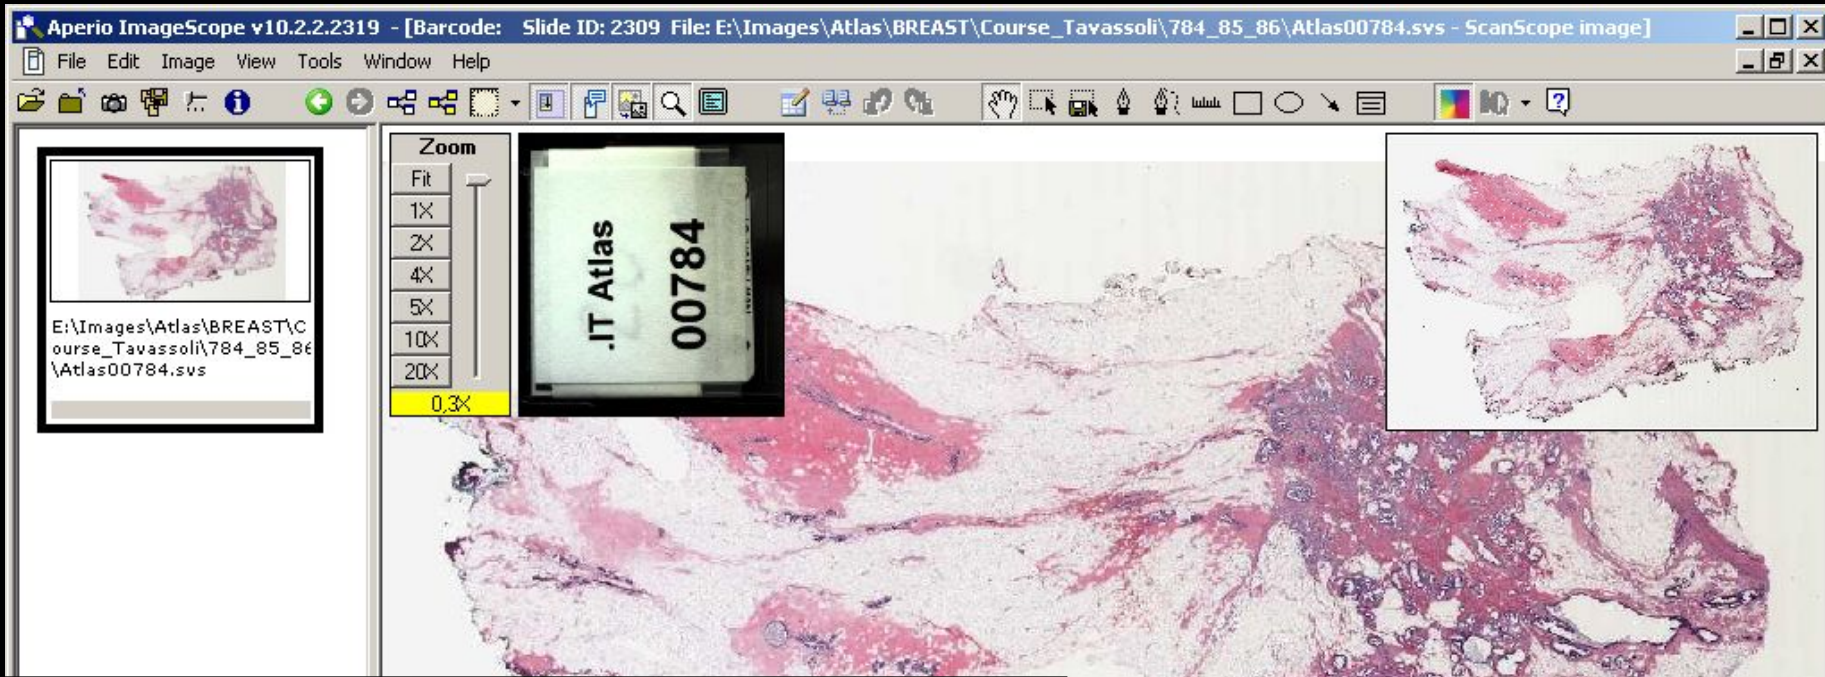 Aperio ImageScope v10.2.2.2319 - [Barcode: Slide ID: 2309 File: E:\Images\Atlas\BREAST\Course_Tavassoli\784_85_86\Atlas00784.svs - ScanScope image]
File Edit Image View Tools Window Help
Zoom
Fit
1X
2X
4X
5X
10X
20X
0,3X
.IT Atlas
00784
E:\Images\Atlas\BREAST\C
ourse_Tavassoli\784_85_86
\Atlas00784.svs